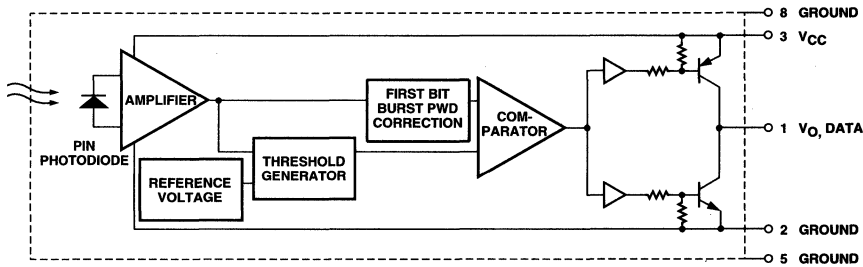 8 GROUND
3 VCC
AMPLIFIER
FIRST BIT
BURST PWD
CORRECTION
COM-
PARATOR
1 VO, DATA
PIN
PHOTODIODE
THRESHOLD
GENERATOR
REFERENCE
VOLTAGE
2 GROUND
5 GROUND